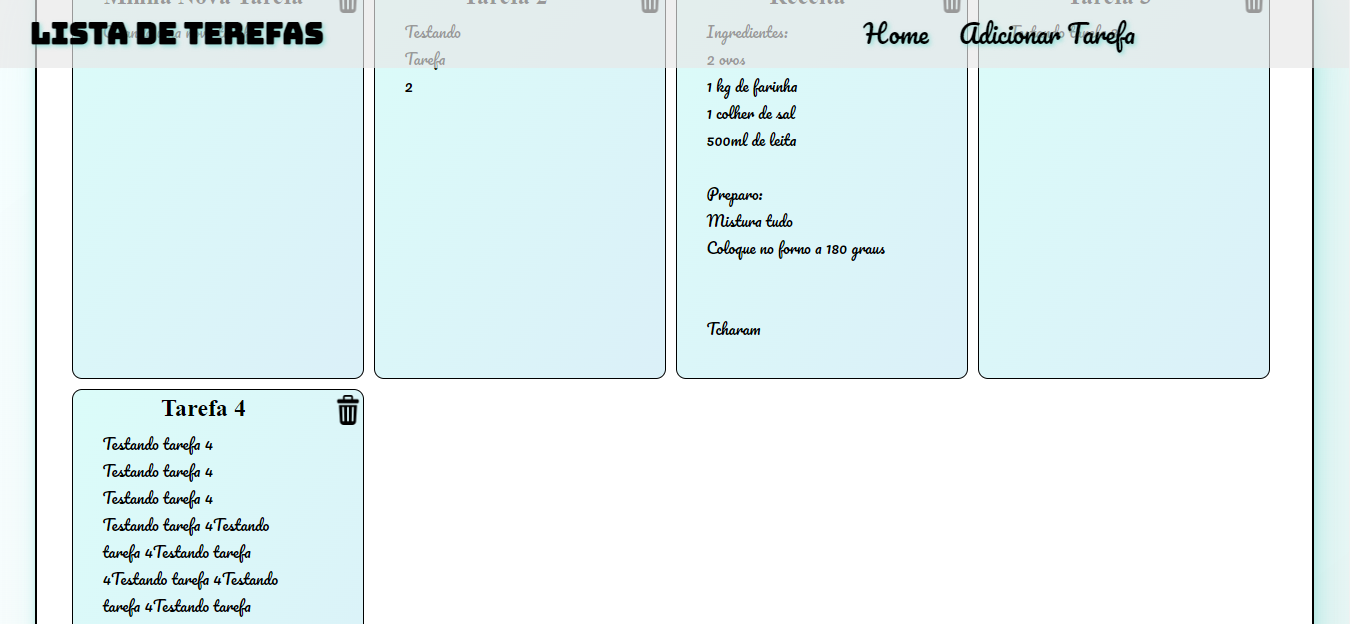 Minha Nova Tarefa
Tarefa 2
Receita
Tarefa 3
LISTA DE TEREFAS
Home
Adicionar Tarefa
Testando
Tarefa
2
Ingredientes:
2 ovos
1 kg de farinha
1 colher de sal
500ml de leita
Preparo:
Mistura tudo
Coloque no forno a 180 graus
Tcharam
Tarefa 4
Testando tarefa 4
Testando tarefa 4
Testando tarefa 4
Testando tarefa 4Testando
tarefa 4Testando tarefa
4Testando tarefa 4Testando
tarefa 4Testando tarefa